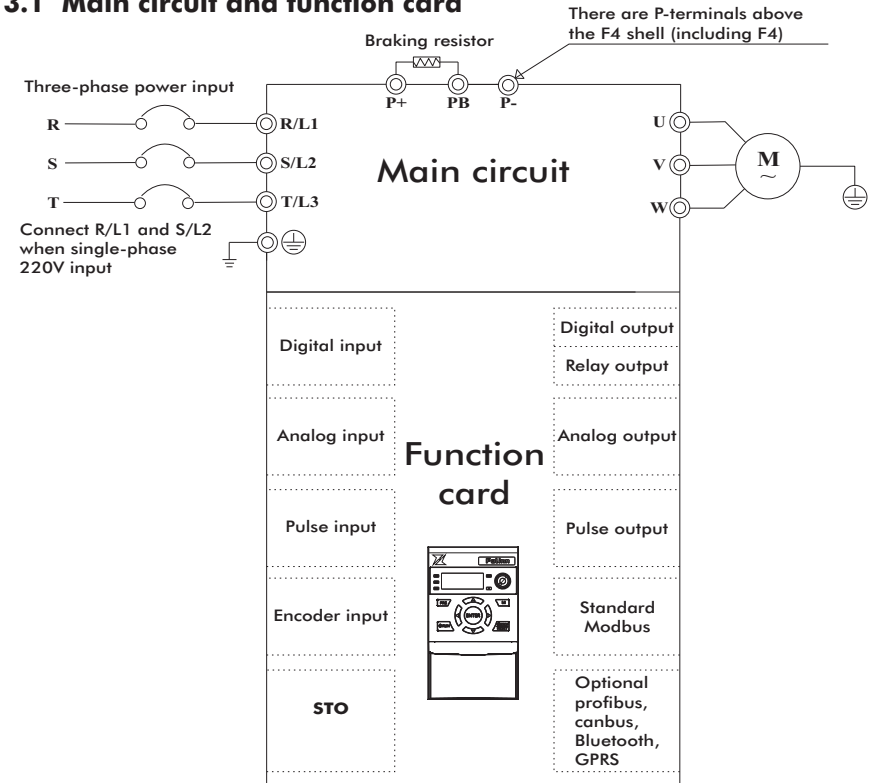 3.1 Main circuit and function card
There are P-terminals above
the F4 shell (including F4)
Braking resistor
Three-phase power input
P+
PB
P-
R
R/L1
U
S
S/L2
Main circuit
V
M
~
T
T/L3
W
Connect R/L1 and S/L2
when single-phase
220V input
Digital input
Digital output
Relay output
Analog input
Analog output
Function
card
Pulse input
Pulse output
ENTER
Encoder input
Standard
Modbus
STO
Optional
profibus,
canbus,
Bluetooth,
GPRS